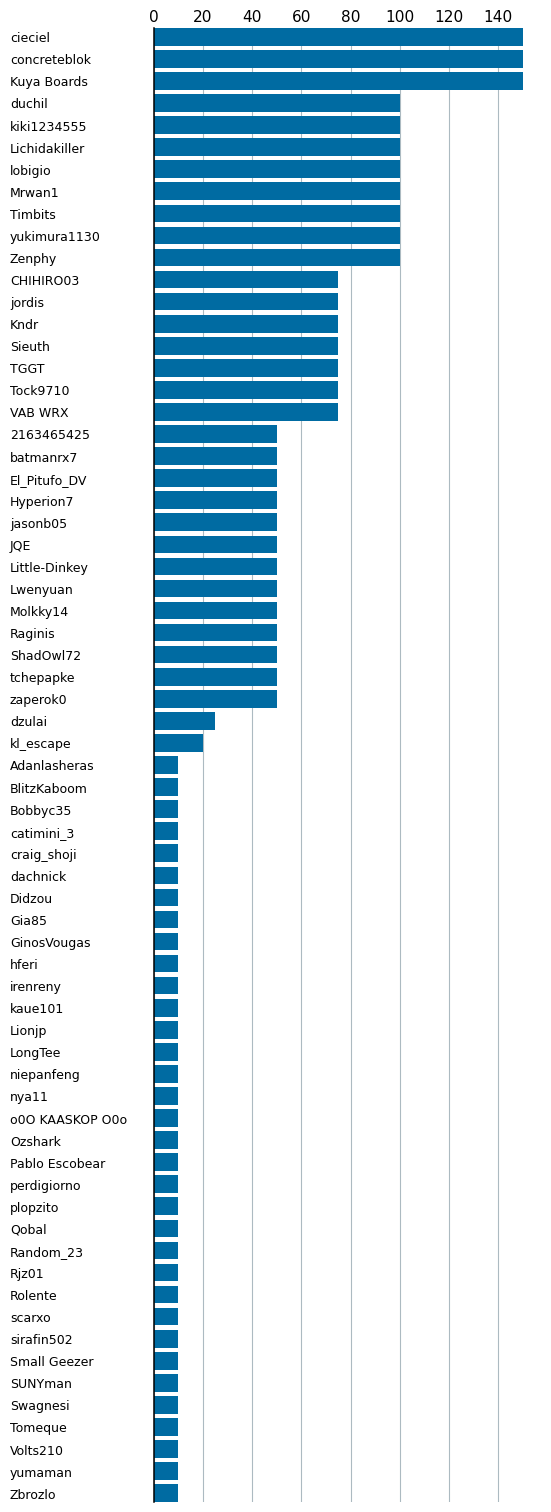 0 20 40 60 80 100 120 140
cieciel
concreteblok
Kuya Boards
duchil
kiki1234555
Lichidakiller
lobigio
Mrwan1
Timbits
yukimura1130
Zenphy
CHIHIRO03
jordis
Kndr
Sieuth
TGGT
Tock9710
VAB WRX
2163465425
batmanrx7
El_Pitufo_DV
Hyperion7
jasonb05
JQE
Little-Dinkey
Lwenyuan
Molkky14
Raginis
ShadOwl72
tchepapke
zaperok0
dzulai
kl_escape
Adanlasheras
BlitzKaboom
Bobbyc35
catimini_3
craig_shoji
dachnick
Didzou
Gia85
GinosVougas
hferi
irenreny
kaue101
Lionjp
LongTee
niepanfeng
nya11
o0O KAASKOP O0o
Ozshark
Pablo Escobear
perdigiorno
plopzito
Qobal
Random_23
Rjz01
Rolente
scarxo
sirafin502
Small Geezer
SUNYman
Swagnesi
Tomeque
Volts210
yumaman
Zbrozlo